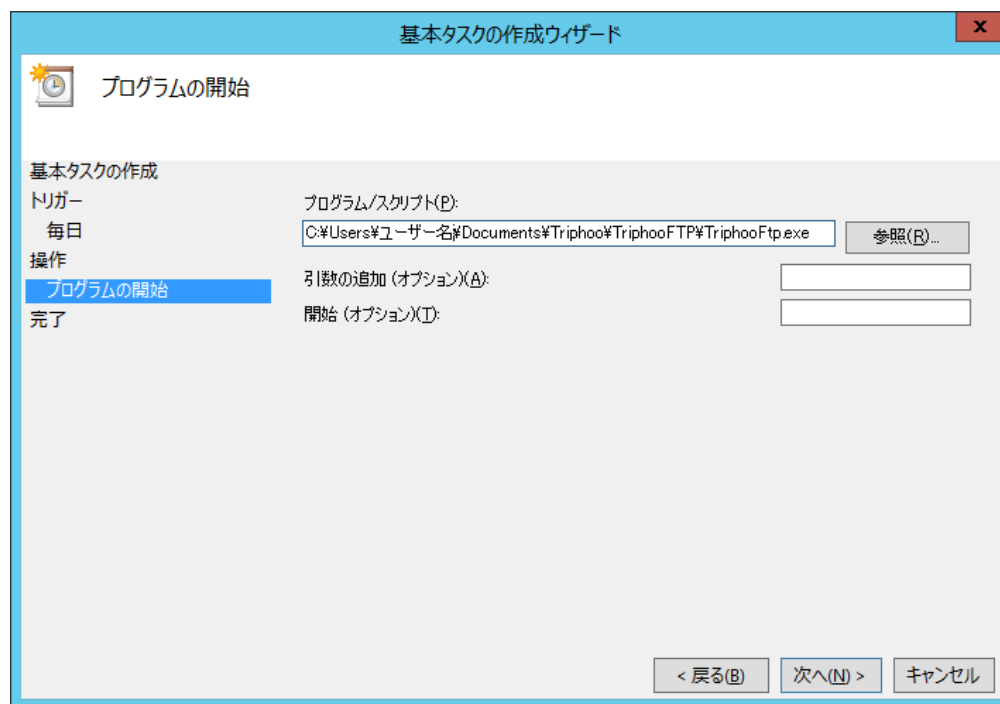 基本タスクの作成ウィザード
x
プログラムの開始
基本タスクの作成
トリガー
毎日
操作
プログラムの開始
完了
プログラム/スクリプト(P):
C:¥Users¥ユーザー名¥Documents¥Triphoo¥TriphooFTP¥TriphooFtp.exe
参照(R)...
引数の追加 (オプション)(A):
開始 (オプション)(T):
< 戻る(B)
次へ(N) >
キャンセル